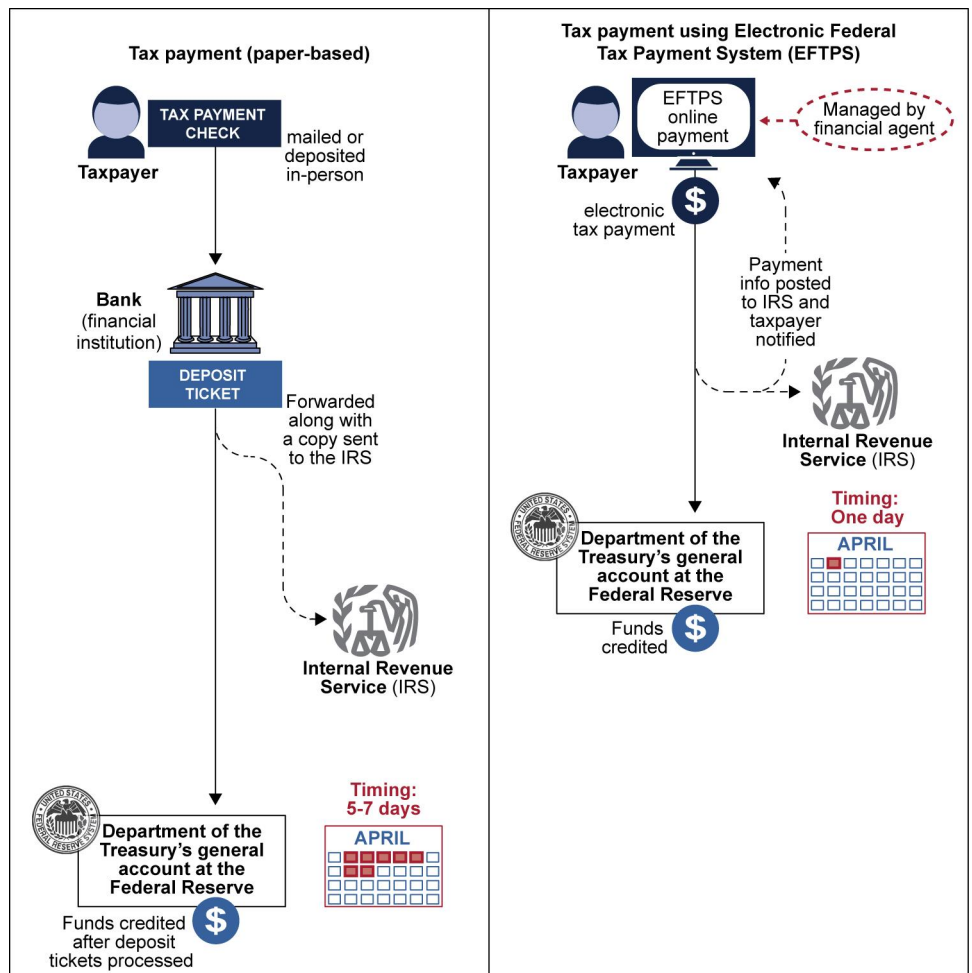 Tax payment (paper-based)
TAX PAYMENT
CHECK
mailed or
deposited
in-person
Taxpayer
Bank
(financial
institution)
DEPOSIT
TICKET
Forwarded
along with
a copy sent
to the IRS
Internal Revenue
Service (IRS)
Timing:
5-7 days
APRIL
UNITED STATES
FEDERAL RESERVE SYSTEM
Department of the
Treasury's general
account at the
Federal Reserve
$
Funds credited
after deposit
tickets processed
Tax payment using Electronic Federal
Tax Payment System (EFTPS)
EFTPS
online
payment
Managed by
financial agent
Taxpayer
$
electronic
tax payment
Payment
info posted
to IRS and
taxpayer
notified
Internal Revenue
Service (IRS)
Timing:
One day
APRIL
UNITED STATES
FEDERAL RESERVE SYSTEM
Department of the
Treasury's general
account at the
Federal Reserve
Funds
credited
$